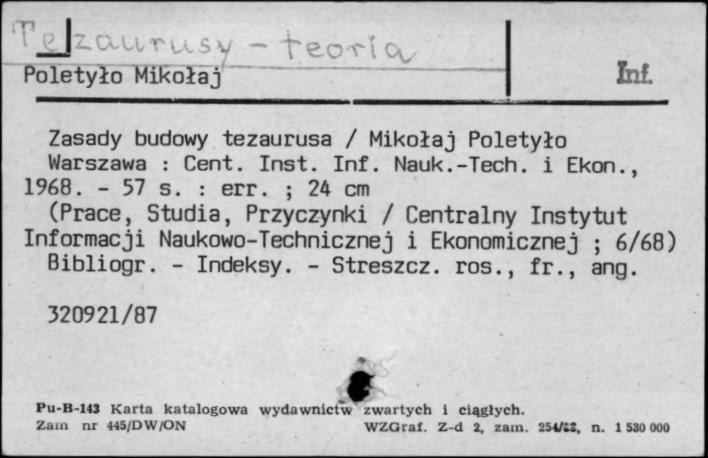 Tezaurusy - teoria
Poletyło Mikołaj
Inf.
Zasady budowy tezaurusa / Mikołaj Poletyło
Warszawa : Cent. Inst. Inf. Nauk.-Tech. i Ekon.,
1968. - 57 s. : err. ; 24 cm
(Prace, Studia, Przyczynki / Centralny Instytut
Informacji Naukowo-Technicznej i Ekonomicznej ; 6/68)
Bibliogr. - Indeksy. - Streszcz. ros., fr., ang.
320921/87
Pu-B-143 Karta katalogowa wydawnictw zwartych i ciągłych.
Zam nr 445/DW/ON WZGraf. Z-d 2, zam. n. 1 530 000